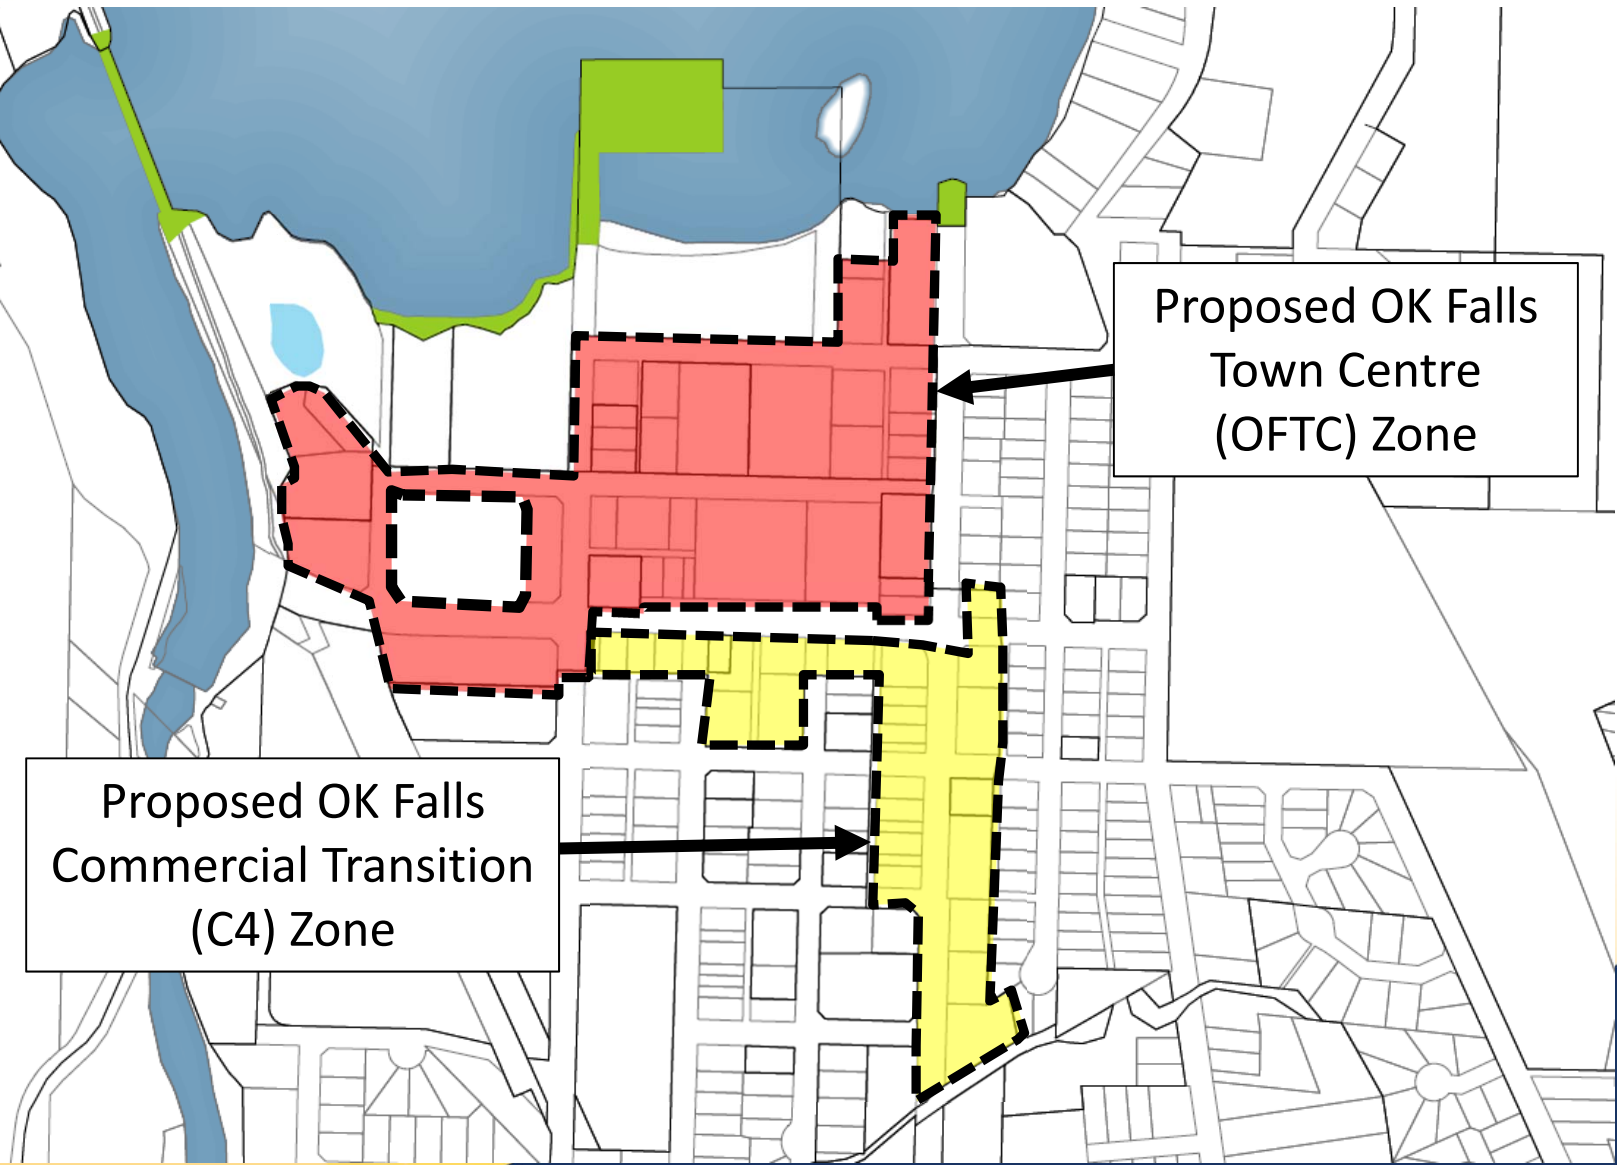 Proposed OK Falls
Town Centre
(OFTC) Zone
Proposed OK Falls
Commercial Transition
(C4) Zone